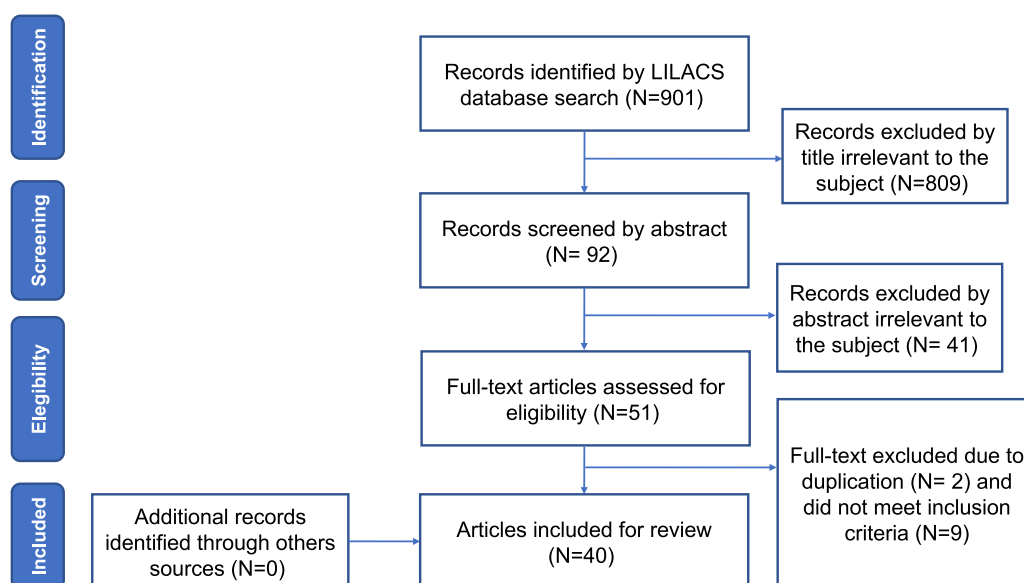 Identification
Records identified by LILACS
database search (N=901)
Records excluded by
title irrelevant to the
subject (N=809)
Screening
Records screened by abstract
(N= 92)
Records excluded by
abstract irrelevant to
the subject (N= 41)
Elegibility
Full-text articles assessed for
eligibility (N=51)
Full-text excluded due to
duplication (N= 2) and
did not meet inclusion
criteria (N=9)
Included
Additional records
identified through others
sources (N=0)
Articles included for review
(N=40)